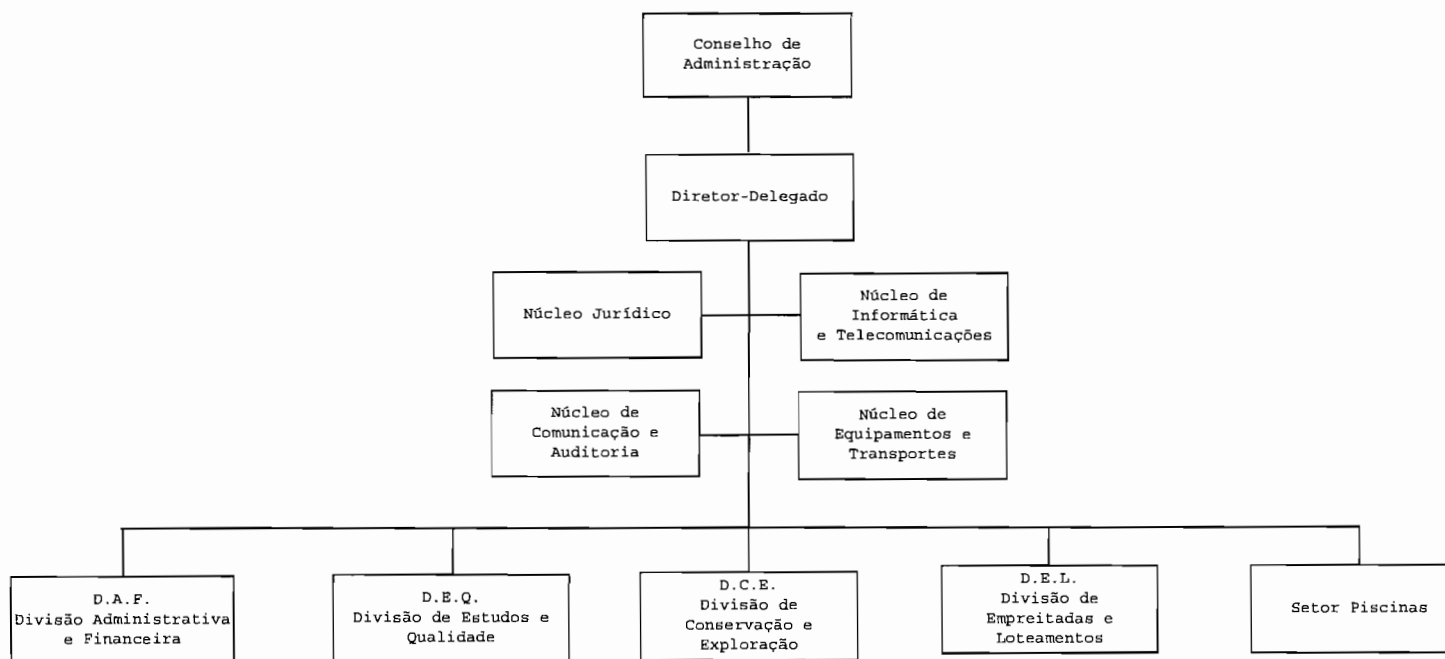 Conselho de
Administração
Diretor-Delegado
Núcleo Jurídico
Núcleo de
Informática
e Telecomunicações
Núcleo de
Comunicação e
Auditoria
Núcleo de
Equipamentos e
Transportes
D.A.F.
Divisão Administrativa
e Financeira
D.E.Q.
Divisão de Estudos e
Qualidade
D.C.E.
Divisão de
Conservação e
Exploração
D.E.L.
Divisão de
Empreitadas e
Loteamentos
Setor Piscinas